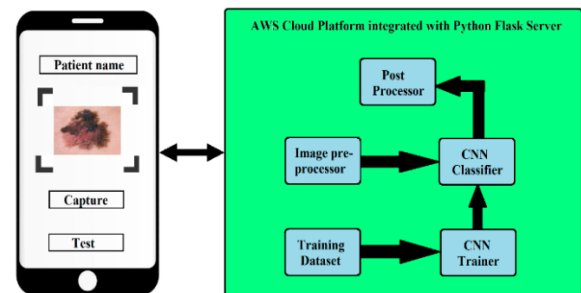 Patient name
Capture
Test
AWS Cloud Platform integrated with Python Flask Server
Post
Processor
Image pre-
processor
CNN
Classifier
Training
Dataset
CNN
Trainer